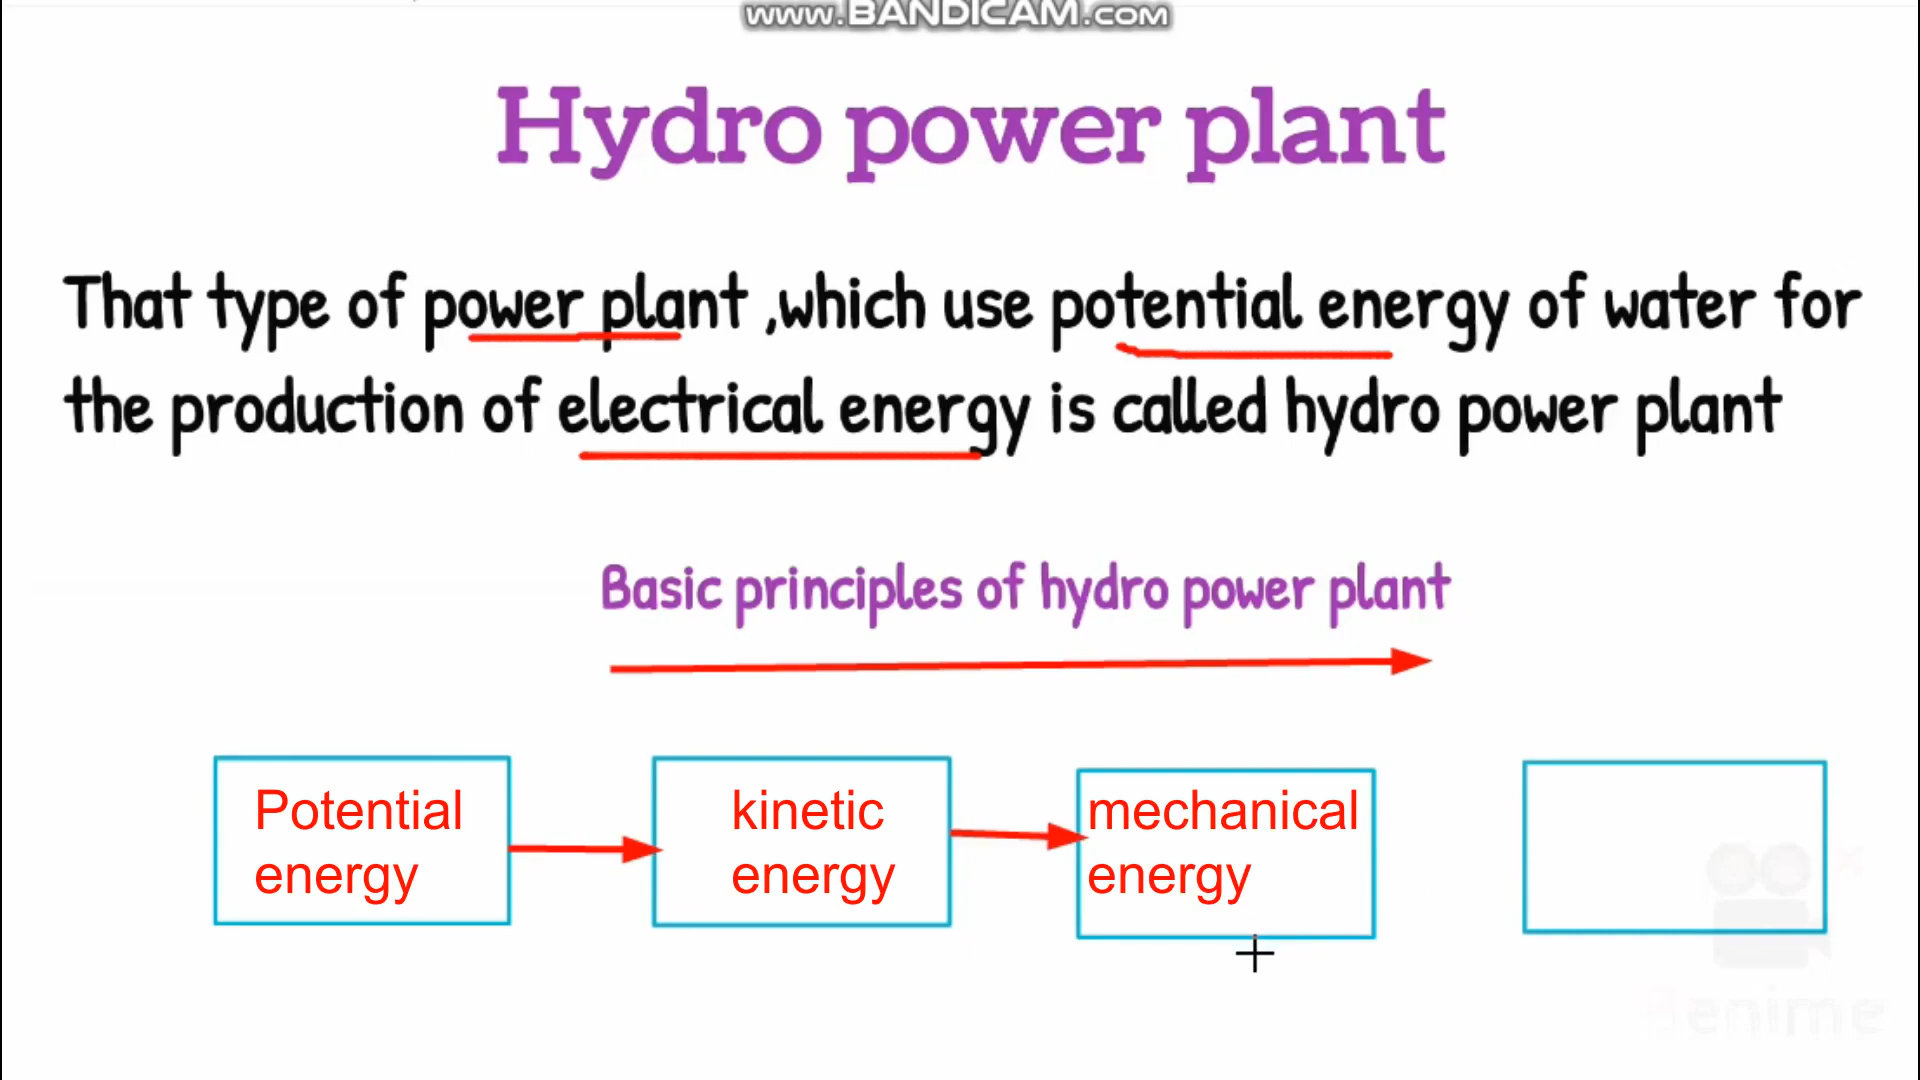 www.BANDICAM.com
Hydro power plant
That type of power plant ,which use potential energy of water for
the production of electrical energy is called hydro power plant
Basic principles of hydro power plant
Potential
energy
kinetic
energy
mechanical
energy
Benime